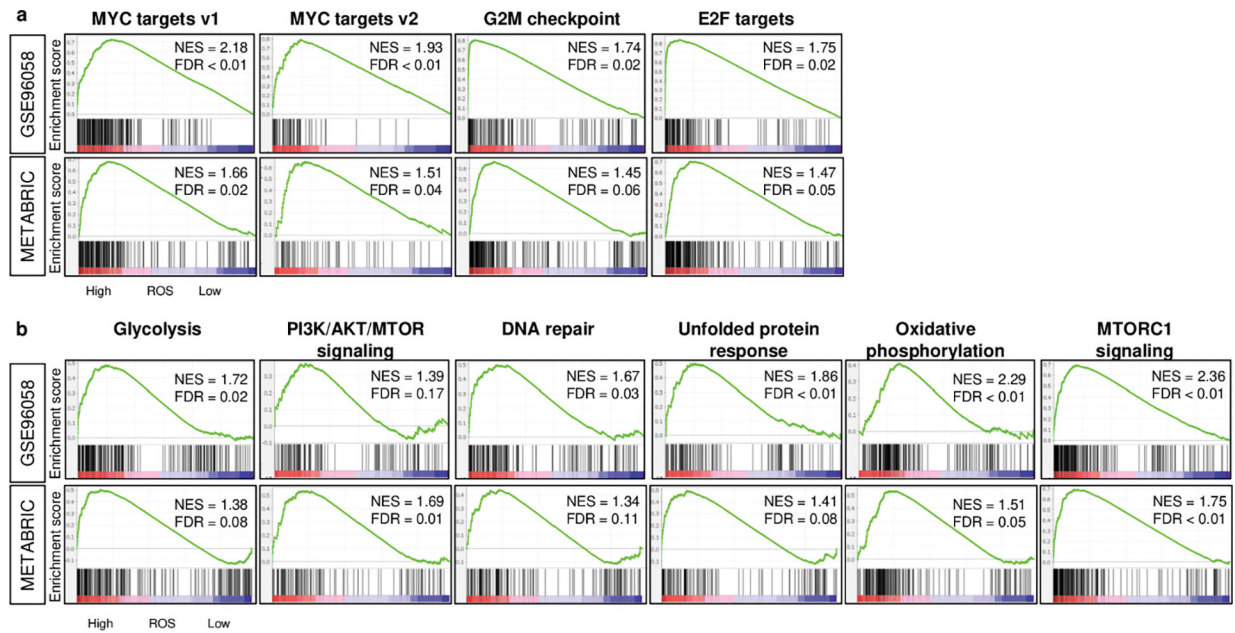 a
MYC targets v1
MYC targets v2
G2M checkpoint
E2F targets
GSE96058
Enrichment score
NES = 2.18
FDR < 0.01
NES = 1.93
FDR < 0.01
NES = 1.74
FDR = 0.02
NES = 1.75
FDR = 0.02
METABRIC
Enrichment score
NES = 1.66
FDR = 0.02
NES = 1.51
FDR = 0.04
NES = 1.45
FDR = 0.06
NES = 1.47
FDR = 0.05
High ROS Low
b
Glycolysis
PI3K/AKT/MTOR
signaling
DNA repair
Unfolded protein
response
Oxidative
phosphorylation
MTORC1
signaling
GSE96058
Enrichment score
NES = 1.72
FDR = 0.02
NES = 1.39
FDR = 0.17
NES = 1.67
FDR = 0.03
NES = 1.86
FDR < 0.01
NES = 2.29
FDR < 0.01
NES = 2.36
FDR < 0.01
METABRIC
Enrichment score
NES = 1.38
FDR = 0.08
NES = 1.69
FDR = 0.01
NES = 1.34
FDR = 0.11
NES = 1.41
FDR = 0.08
NES = 1.51
FDR = 0.05
NES = 1.75
FDR < 0.01
High ROS Low